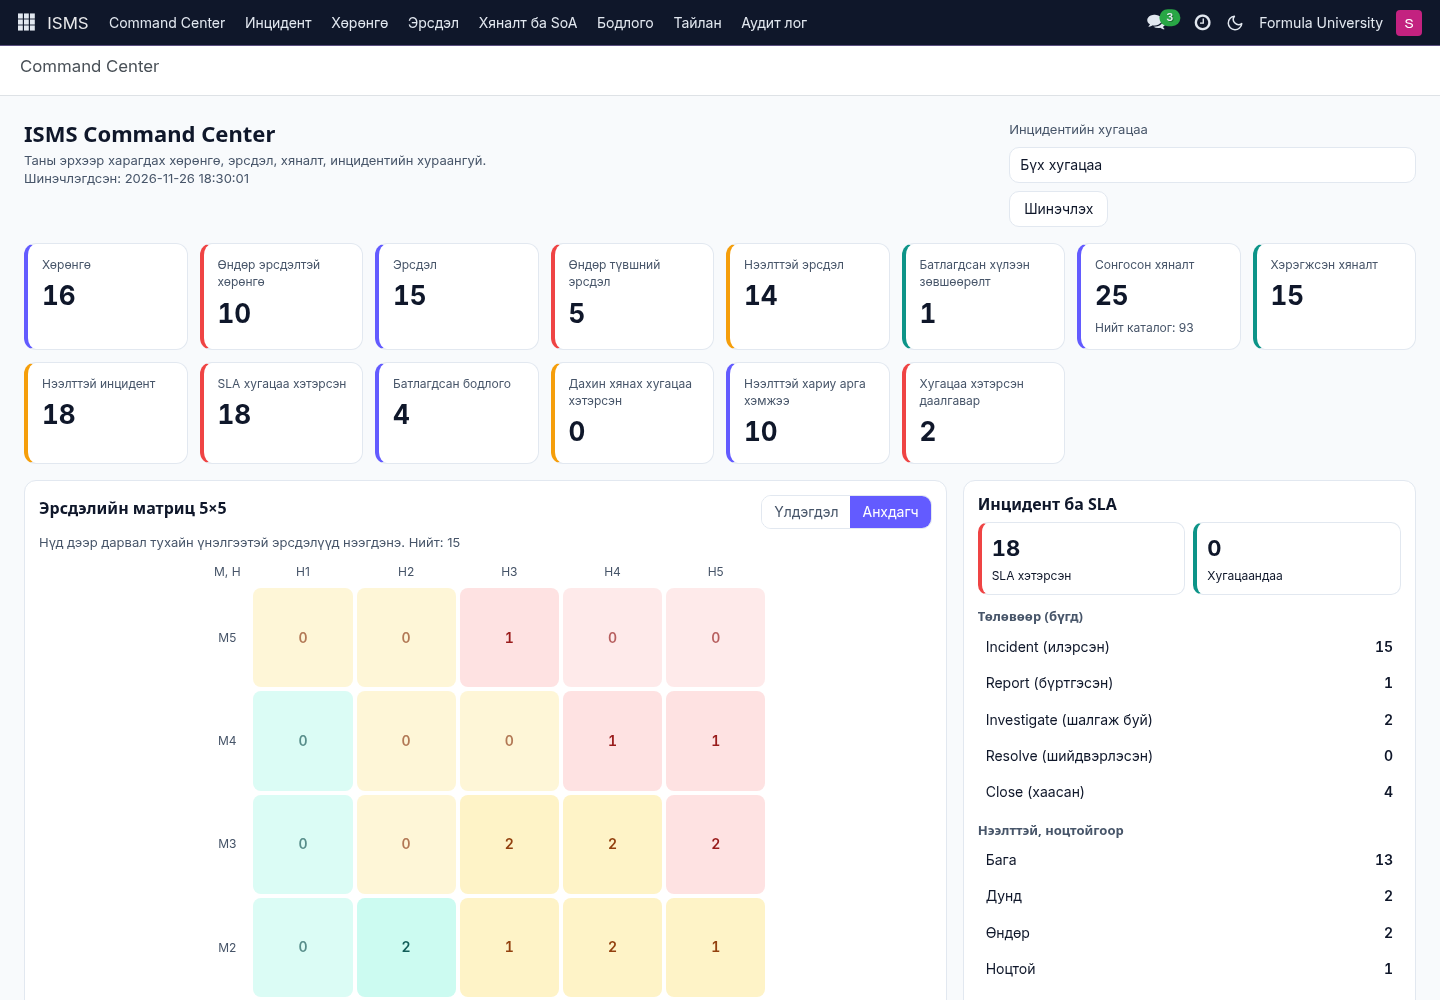 ISMS Command Center Инцидент Хөрөнгө Эрсдэл Хяналт ба SoA Бодлого Тайлан Аудит лог 3 Formula University S
Command Center
ISMS Command Center
Таны эрхээр харагдах хөрөнгө, эрсдэл, хяналт, инцидентийн хураангуй.
Шинэчлэгдсэн: 2026-11-26 18:30:01
Инцидентийн хугацаа
Бүх хугацаа
Шинэчлэх
Хөрөнгө
16
Өндөр эрсдэлтэй
хөрөнгө
10
Эрсдэл
15
Өндөр түвшний
эрсдэл
5
Нээлттэй эрсдэл
14
Батлагдсан хүлээн
зөвшөөрөлт
1
Сонгосон хяналт
25
Нийт каталог: 93
Хэрэгжсэн хяналт
15
Нээлттэй инцидент
18
SLA хугацаа хэтэрсэн
18
Батлагдсан бодлого
4
Дахин хянах хугацаа
хэтэрсэн
0
Нээлттэй хариу арга
хэмжээ
10
Хугацаа хэтэрсэн
даалгавар
2
Эрсдэлийн матриц 5×5
Үлдэгдэл Анхдагч
Нүд дээр дарвал тухайн үнэлгээтэй эрсдэлүүд нээгдэнэ. Нийт: 15
М, Н Н1 Н2 Н3 Н4 Н5
М5 0 0 1 0 0
М4 0 0 0 1 1
М3 0 0 2 2 2
М2 0 2 1 2 1
Инцидент ба SLA
18
SLA хэтэрсэн
0
Хугацаандаа
Төлөвөөр (бүгд)
Incident (илэрсэн) 15
Report (бүртгэсэн) 1
Investigate (шалгаж буй) 2
Resolve (шийдвэрлэсэн) 0
Close (хаасан) 4
Нээлттэй, ноцтойгоор
Бага 13
Дунд 2
Өндөр 2
Ноцтой 1